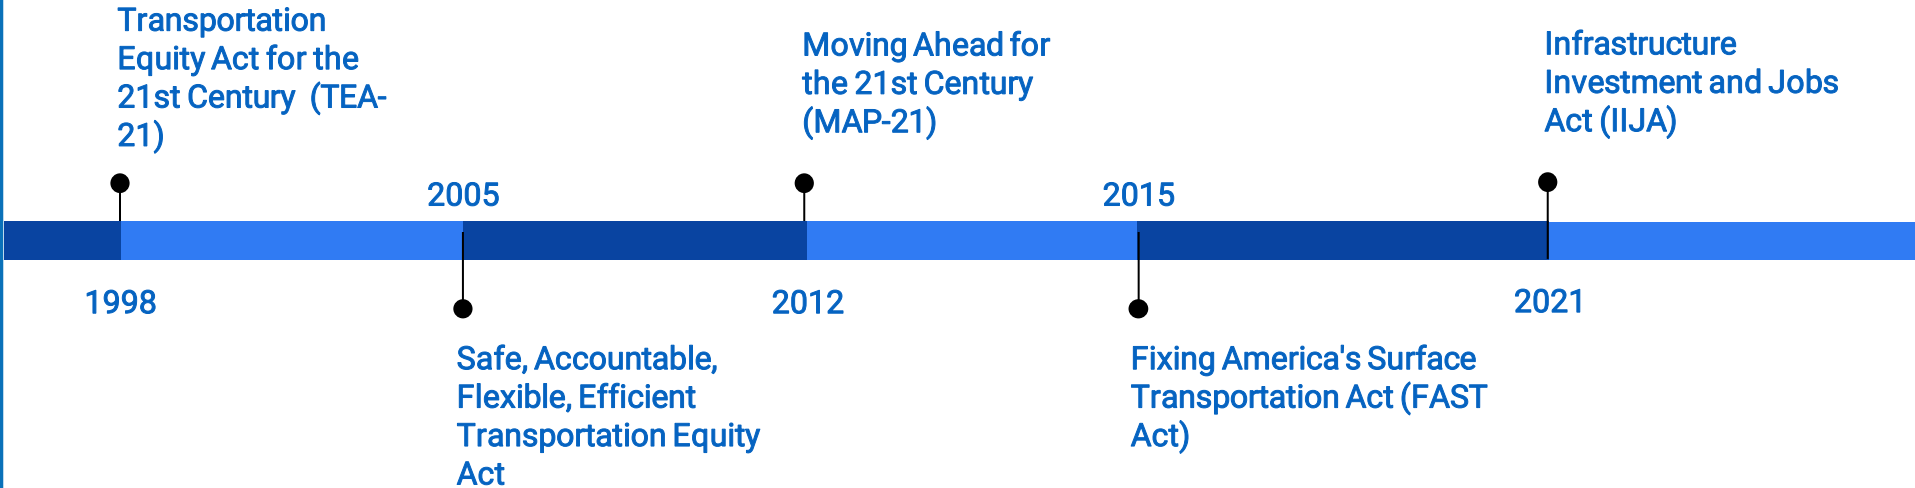 Transportation
Equity Act for the
21st Century (TEA-
21)
1998
2005
Safe, Accountable,
Flexible, Efficient
Transportation Equity
Act
Moving Ahead for
the 21st Century
(MAP-21)
2012
2015
Fixing America's Surface
Transportation Act (FAST
Act)
Infrastructure
Investment and Jobs
Act (IIJA)
2021